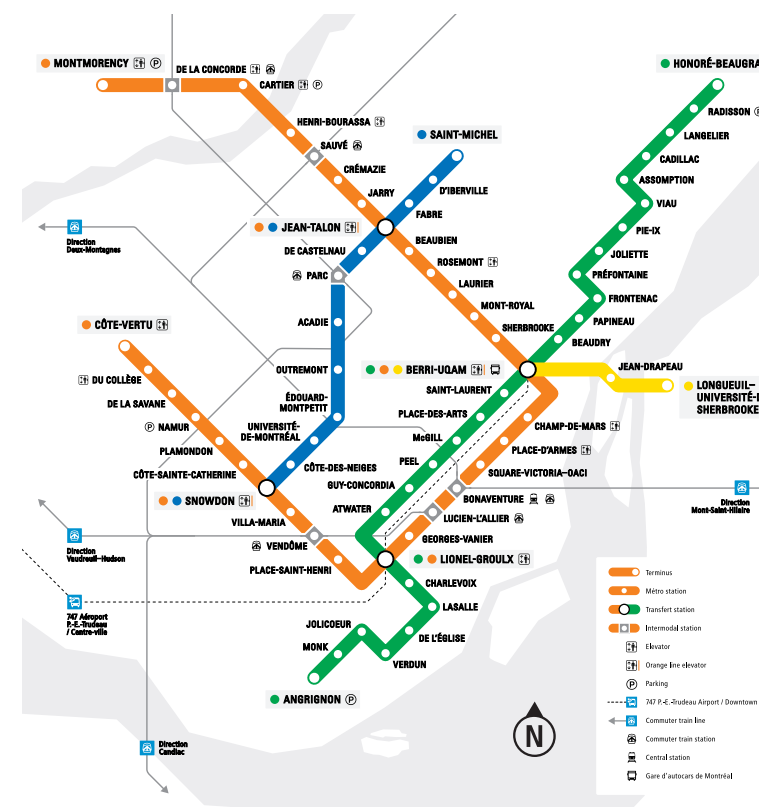 MONTMORENCY
DE LA CONCORDE
CARTIER
HENRI-BOURASSA
SAUVÉ
CRÉMAZIE
JARRY
JEAN-TALON
BEAUBIEN
ROSEMONT
LAURIER
MONT-ROYAL
SHERBROOKE
BERRI-UQAM
SAINT-MICHEL
D'IBERVILLE
FABRE
DE CASTELNAU
PARC
ACADIE
OUTREMONT
ÉDOUARD-
MONTPETIT
UNIVERSITÉ-
DE-MONTRÉAL
CÔTE-DES-NEIGES
SNOWDON
HONORÉ-BEAUGRA
RADISSON
LANGELIER
CADILLAC
ASSOMPTION
VIAU
PIE-IX
JOLIETTE
PRÉFONTAINE
FRONTENAC
PAPINEAU
BEAUDRY
JEAN-DRAPEAU
LONGUEUIL–
UNIVERSITÉ-D
SHERBROOKE
SAINT-LAURENT
PLACE-DES-ARTS
McGILL
PEEL
GUY-CONCORDIA
ATWATER
CHAMP-DE-MARS
PLACE-D'ARMES
SQUARE-VICTORIA–OACI
BONAVENTURE
LUCIEN-L'ALLIER
GEORGES-VANIER
LIONEL-GROULX
CHARLEVOIX
LASALLE
DE L'ÉGLISE
VERDUN
JOLICOEUR
MONK
ANGRIGNON
CÔTE-VERTU
DU COLLÈGE
DE LA SAVANE
NAMUR
PLAMONDON
CÔTE-SAINTE-CATHERINE
VILLA-MARIA
VENDÔME
PLACE-SAINT-HENRI
Direction
Deux-Montagnes
Direction
Vaudreuil–Hudson
747 Aéroport
P.-E.-Trudeau
/ Centre-ville
Direction
Candiac
Direction
Mont-Saint-Hilaire
N
Terminus
Métro station
Transfert station
Intermodal station
Elevator
Orange line elevator
Parking
747 P.-E.-Trudeau Airport / Downtown
Commuter train line
Commuter train station
Central station
Gare d'autocars de Montréal